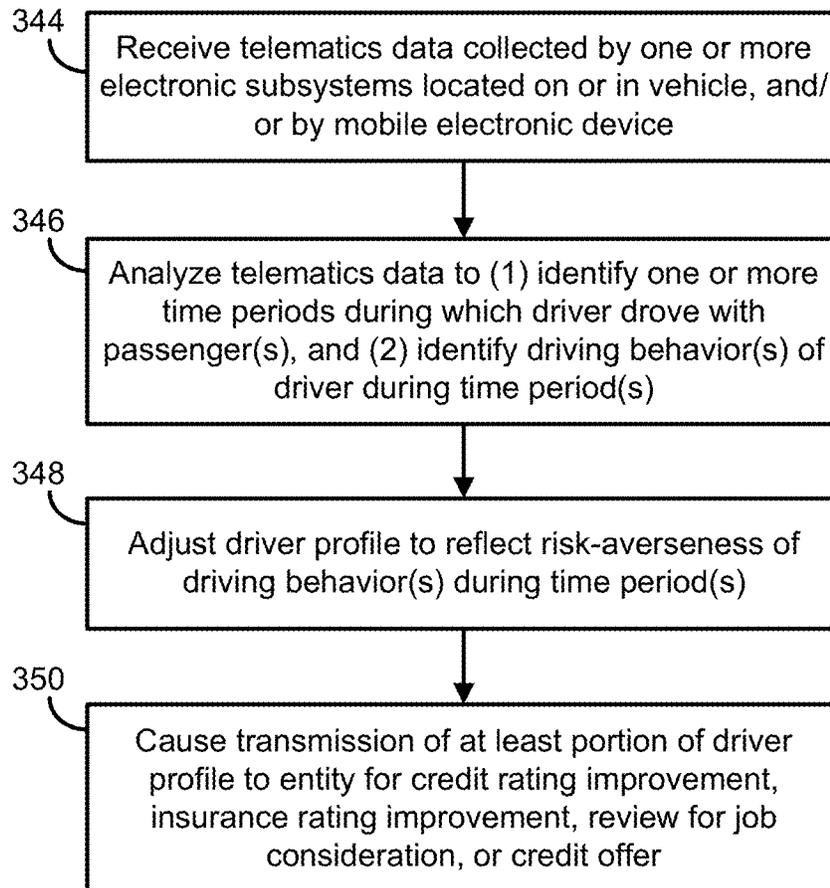 344
Receive telematics data collected by one or more
electronic subsystems located on or in vehicle, and/
or by mobile electronic device
346
Analyze telematics data to (1) identify one or more
time periods during which driver drove with
passenger(s), and (2) identify driving behavior(s) of
driver during time period(s)
348
Adjust driver profile to reflect risk-averseness of
driving behavior(s) during time period(s)
350
Cause transmission of at least portion of driver
profile to entity for credit rating improvement,
insurance rating improvement, review for job
consideration, or credit offer